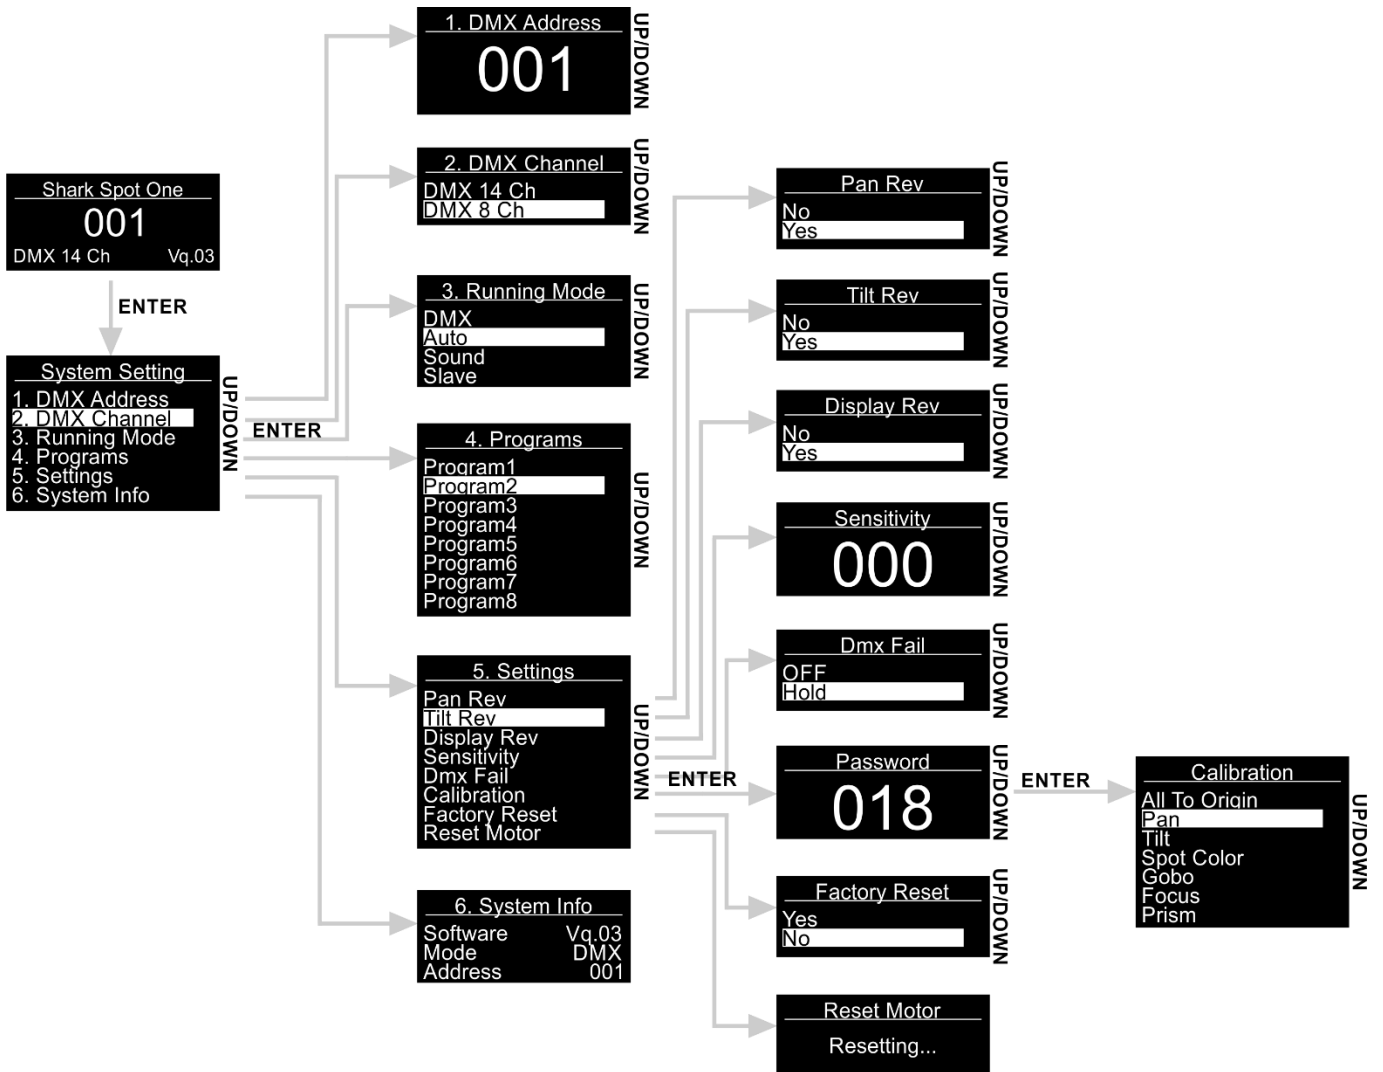 Shark Spot One
001
DMX 14 Ch Vq.03
ENTER
System Setting
1. DMX Address
2. DMX Channel
3. Running Mode
4. Programs
5. Settings
6. System Info
UP/DOWN
ENTER
1. DMX Address
001
UP/DOWN
2. DMX Channel
DMX 14 Ch
DMX 8 Ch
UP/DOWN
3. Running Mode
DMX
Auto
Sound
Slave
UP/DOWN
4. Programs
Program1
Program2
Program3
Program4
Program5
Program6
Program7
Program8
UP/DOWN
5. Settings
Pan Rev
Tilt Rev
Display Rev
Sensitivity
Dmx Fail
Calibration
Factory Reset
Reset Motor
UP/DOWN
ENTER
6. System Info
Software Vq.03
Mode DMX
Address 001
Pan Rev
No
Yes
UP/DOWN
Tilt Rev
No
Yes
UP/DOWN
Display Rev
No
Yes
UP/DOWN
Sensitivity
000
UP/DOWN
Dmx Fail
OFF
Hold
UP/DOWN
Password
018
UP/DOWN
ENTER
Factory Reset
Yes
No
UP/DOWN
Reset Motor
Resetting...
Calibration
All To Origin
Pan
Tilt
Spot Color
Gobo
Focus
Prism
UP/DOWN